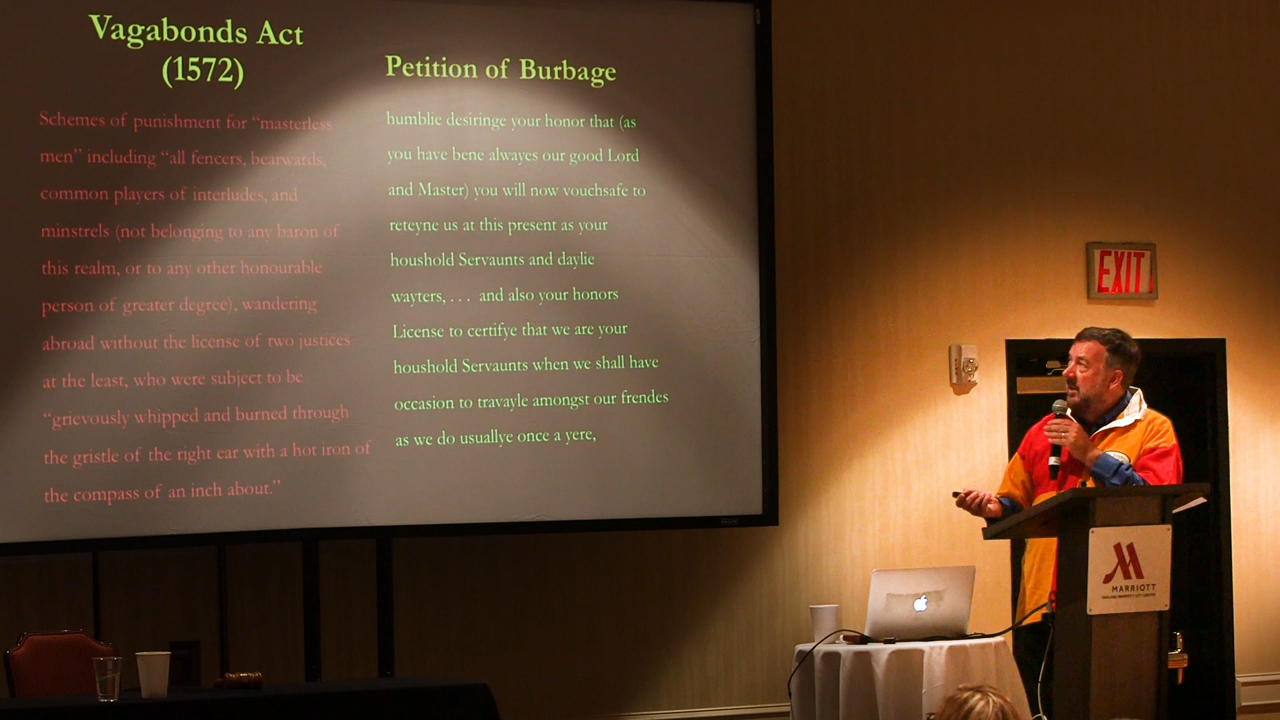 Vagabonds Act
(1572)
Schemes of punishment for “masterless
men” including “all fencers, bearwards,
common players of interludes, and
minstrels (not belonging to any baron of
this realm, or to any other honourable
person of greater degree), wandering
abroad without the license of two justices
at the least, who were subject to be
“grievously whipped and burned through
the gristle of the right ear with a hot iron of
the compass of an inch about.”
Petition of Burbage
humblie desiringe your honor that (as
you have bene alwayes our good Lord
and Master) you will now vouchsafe to
reteyne us at this present as your
houshold Servaunts and daylie
wayters, . . . and also your honors
License to certifye that we are your
houshold Servaunts when we shall have
occasion to travayle amongst our frendes
as we do usuallye once a yere,
EXIT
MARRIOTT
OAKLAND MARRIOTT CITY CENTER